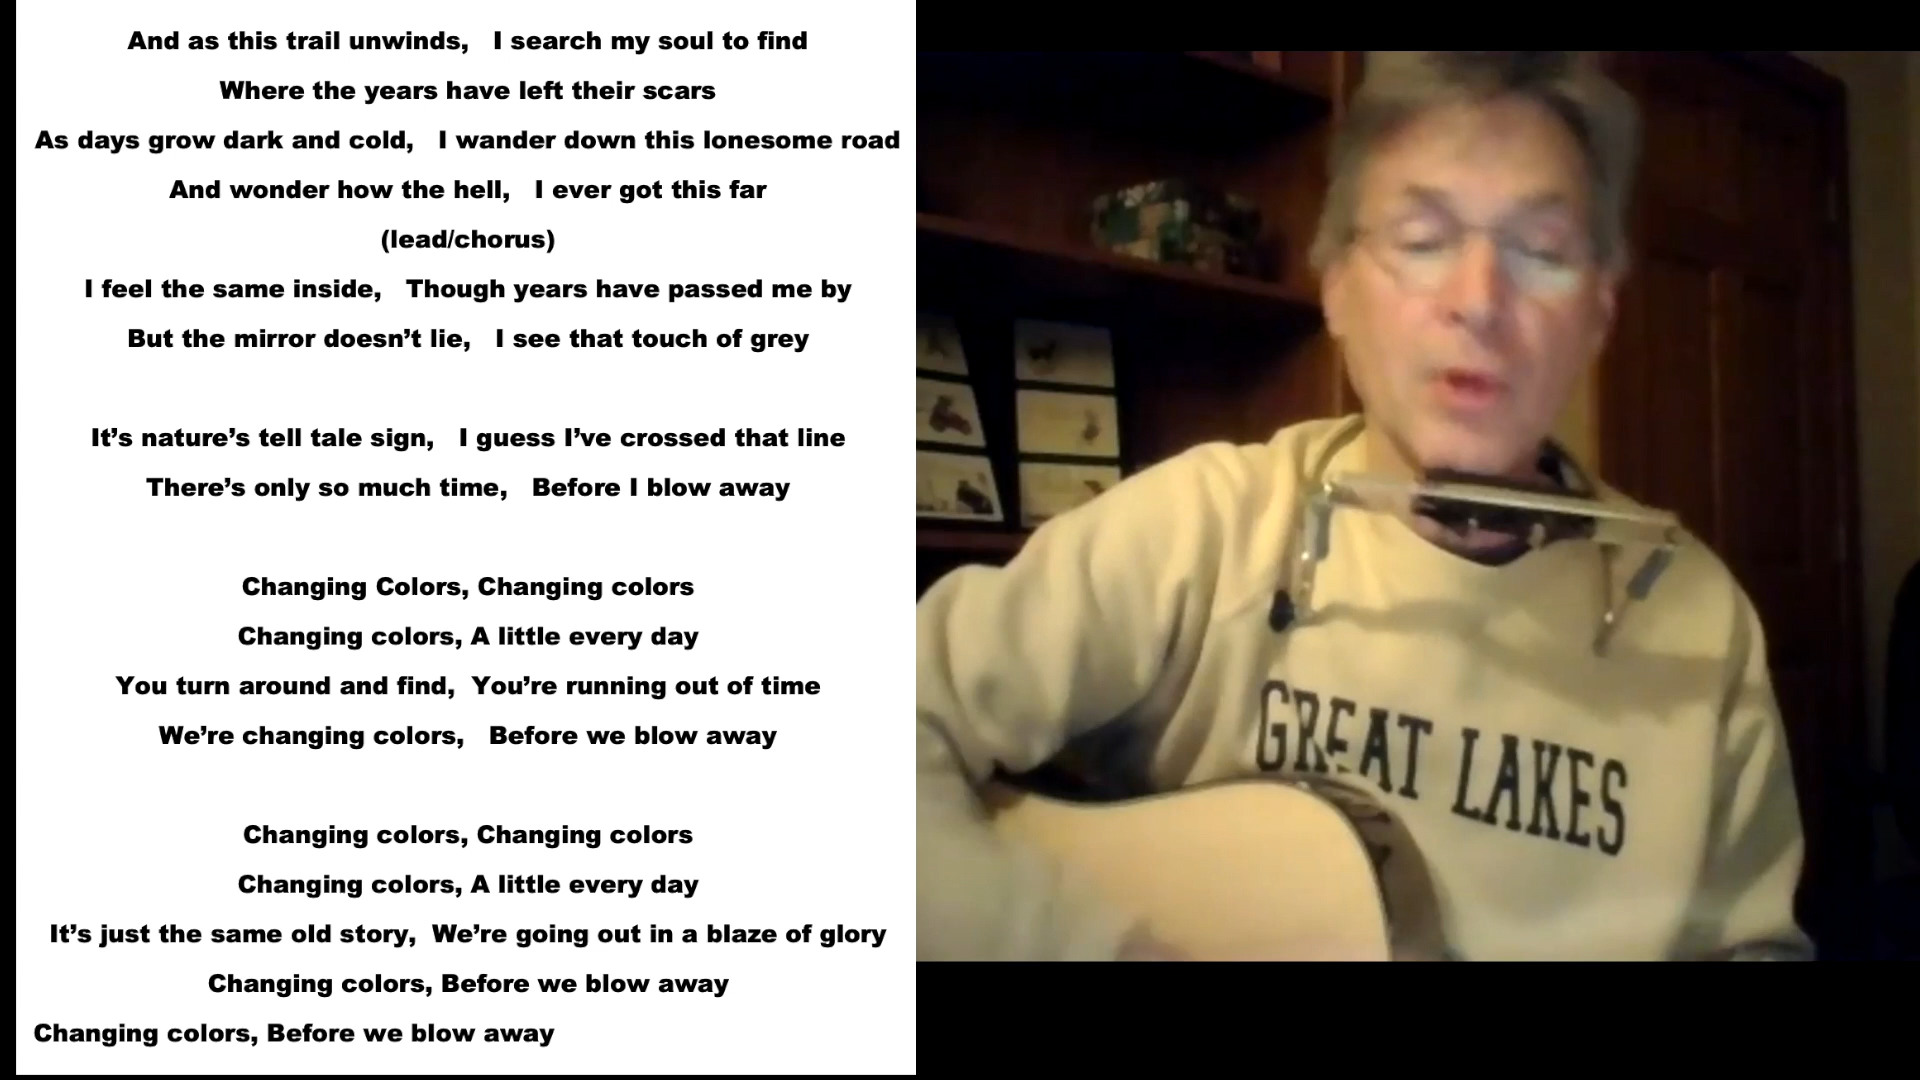 And as this trail unwinds,   I search my soul to find
Where the years have left their scars
As days grow dark and cold,   I wander down this lonesome road
And wonder how the hell,   I ever got this far
(lead/chorus)
I feel the same inside,   Though years have passed me by
But the mirror doesn’t lie,   I see that touch of grey
It’s nature’s tell tale sign,   I guess I’ve crossed that line
There’s only so much time,   Before I blow away
Changing Colors, Changing colors
Changing colors, A little every day
You turn around and find,  You’re running out of time
We’re changing colors,   Before we blow away
Changing colors, Changing colors
Changing colors, A little every day
It’s just the same old story,  We’re going out in a blaze of glory
Changing colors, Before we blow away
Changing colors, Before we blow away
GREAT LAKES